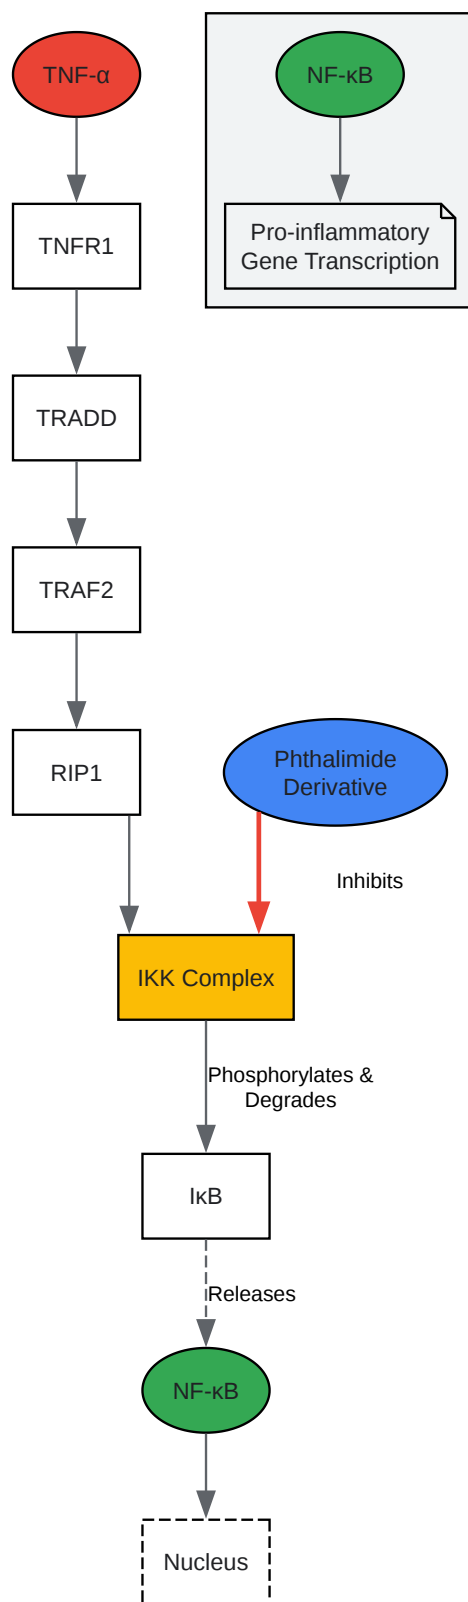 TNF-α
NF-κB
TNFR1
Pro-inflammatory
Gene Transcription
TRADD
TRAF2
RIP1
Phthalimide
Derivative
Inhibits
IKK Complex
Phosphorylates &
Degrades
IκB
Releases
NF-κB
Nucleus